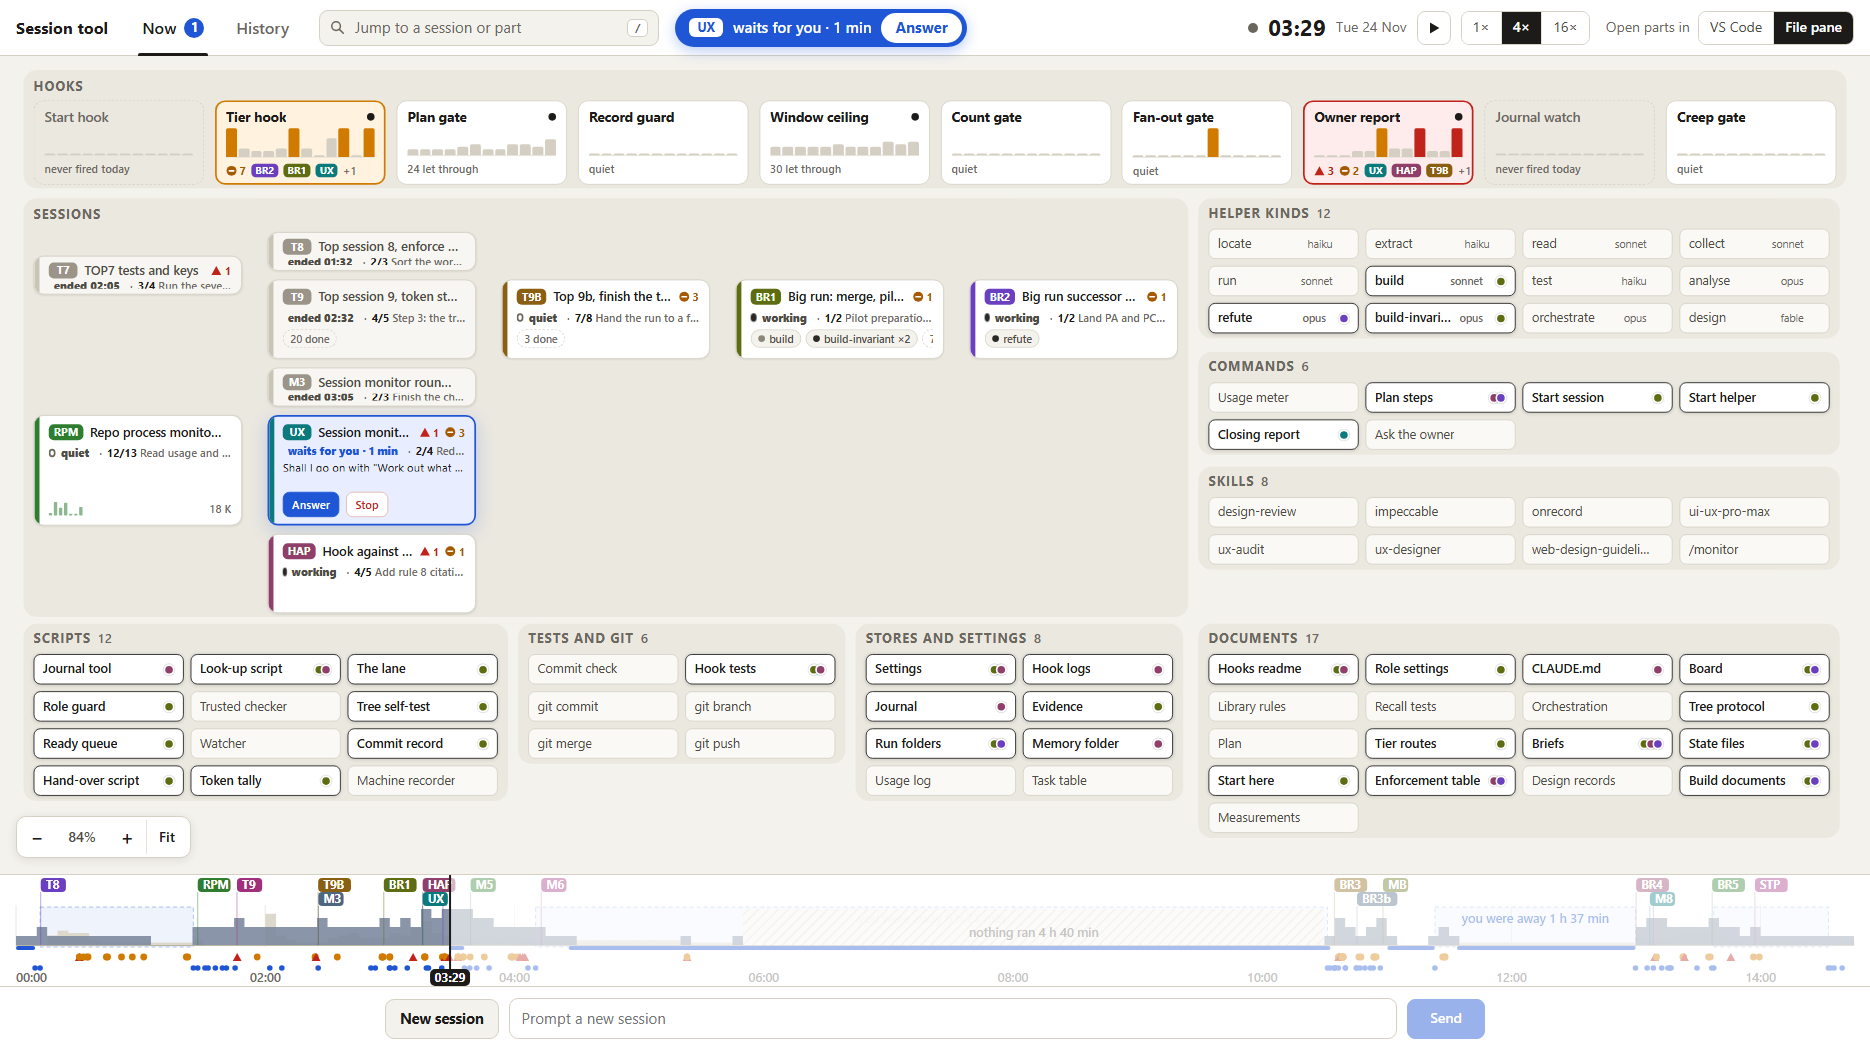 Session tool
Now 1
History
Jump to a session or part /
UX waits for you · 1 min Answer
03:29 Tue 24 Nov
1× 4× 16×
Open parts in VS Code File pane
HOOKS
Start hook
never fired today
Tier hook
7 BR2 BR1 UX +1
Plan gate
24 let through
Record guard
quiet
Window ceiling
30 let through
Count gate
quiet
Fan-out gate
quiet
Owner report
3 2 UX HAP T9B +1
Journal watch
never fired today
Creep gate
quiet
SESSIONS
T7 TOP7 tests and keys 1
ended 02:05 · 3/4 Run the seve...
RPM Repo process monito...
quiet · 12/13 Read usage and ...
18 K
T8 Top session 8, enforce ...
ended 01:32 · 2/3 Sort the wor...
T9 Top session 9, token st...
ended 02:32 · 4/5 Step 3: the tr...
20 done
M3 Session monitor roun...
ended 03:05 · 2/3 Finish the ch...
UX Session monit... 1 3
waits for you · 1 min · 2/4 Red...
Shall I go on with "Work out what ...
Answer Stop
HAP Hook against ... 1 1
working · 4/5 Add rule 8 citati...
T9B Top 9b, finish the t... 3
quiet · 7/8 Hand the run to a f...
3 done
BR1 Big run: merge, pil... 1
working · 1/2 Pilot preparatio...
build build-invariant ×2
BR2 Big run successor ... 1
working · 1/2 Land PA and PC...
refute
HELPER KINDS 12
locate haiku
extract haiku
read sonnet
collect sonnet
run sonnet
build sonnet
test haiku
analyse opus
refute opus
build-invari... opus
orchestrate opus
design fable
COMMANDS 6
Usage meter
Plan steps
Start session
Start helper
Closing report
Ask the owner
SKILLS 8
design-review
impeccable
onrecord
ui-ux-pro-max
ux-audit
ux-designer
web-design-guideli...
/monitor
SCRIPTS 12
Journal tool
Look-up script
The lane
Role guard
Trusted checker
Tree self-test
Ready queue
Watcher
Commit record
Hand-over script
Token tally
Machine recorder
TESTS AND GIT 6
Commit check
Hook tests
git commit
git branch
git merge
git push
STORES AND SETTINGS 8
Settings
Hook logs
Journal
Evidence
Run folders
Memory folder
Usage log
Task table
DOCUMENTS 17
Hooks readme
Role settings
CLAUDE.md
Board
Library rules
Recall tests
Orchestration
Tree protocol
Plan
Tier routes
Briefs
State files
Start here
Enforcement table
Design records
Build documents
Measurements
− 84% + Fit
T8 RPM T9 T9B BR1 HAP M5 M6 BR3 MB BR4 BR5 STP
M3 UX BR3b M8
nothing ran 4 h 40 min
you were away 1 h 37 min
00:00 02:00 03:29 04:00 06:00 08:00 10:00 12:00 14:00
New session Prompt a new session Send